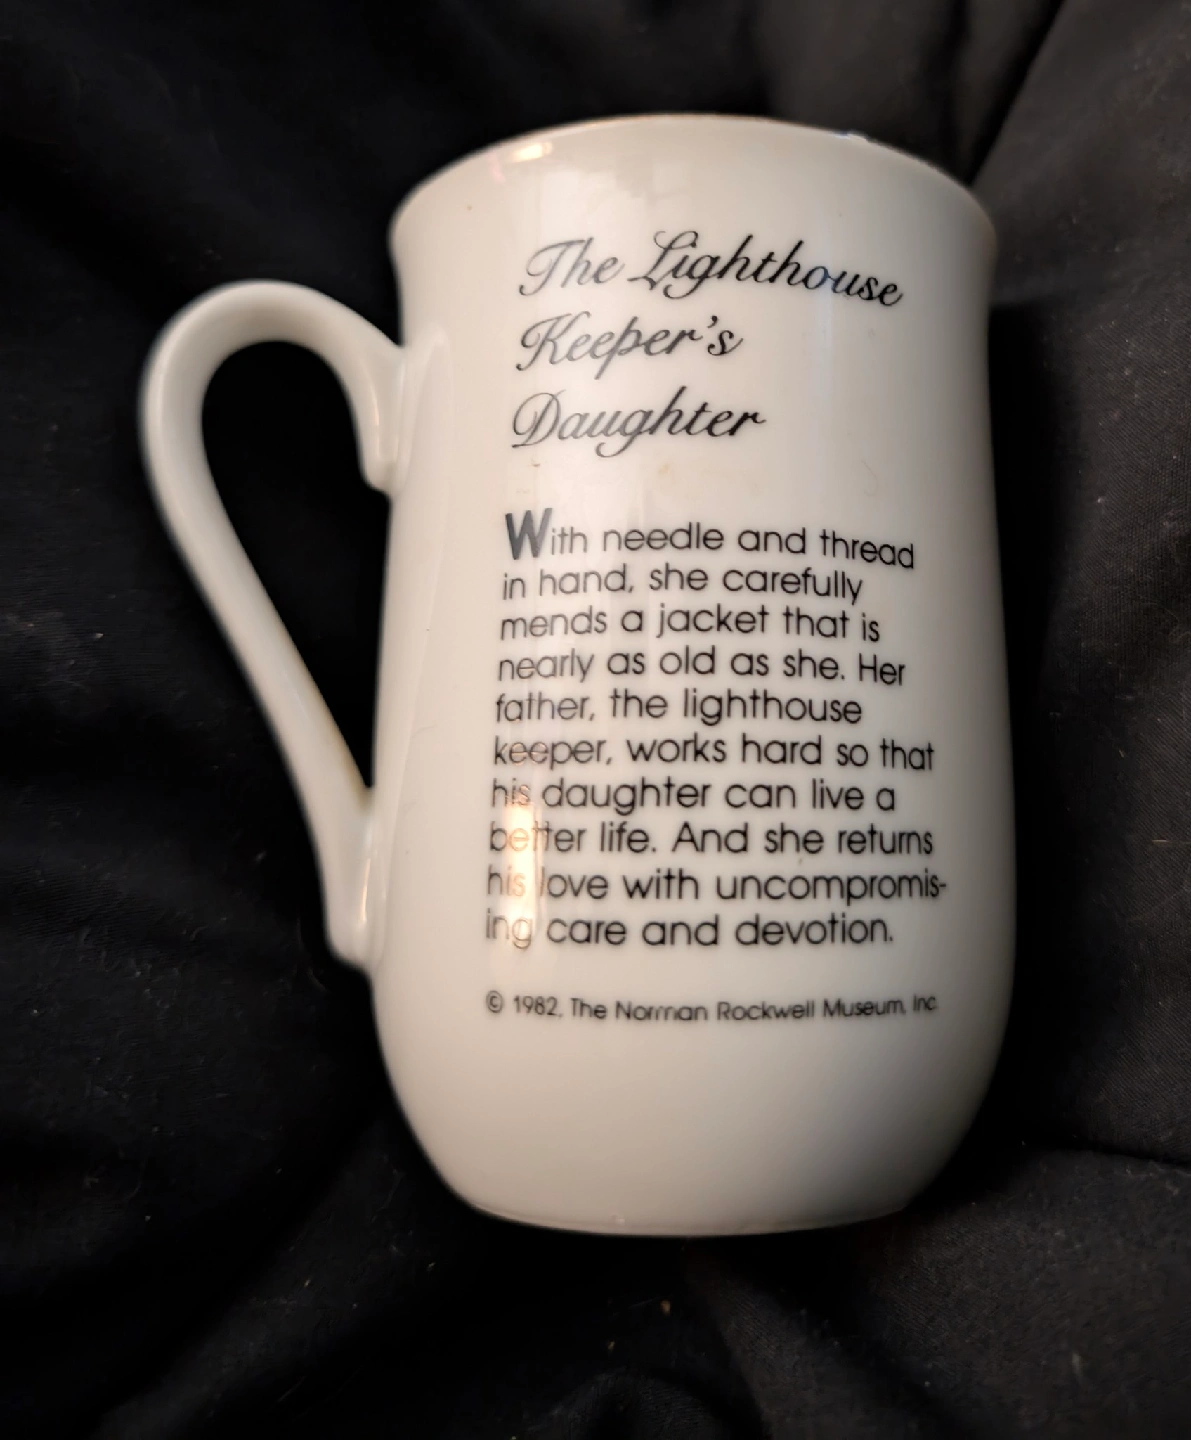 The Lighthouse
Keeper's
Daughter
With needle and thread
in hand, she carefully
mends a jacket that is
nearly as old as she. Her
father, the lighthouse
keeper, works hard so that
his daughter can live a
better life. And she returns
his love with uncompromis-
ing care and devotion.
© 1982, The Norman Rockwell Museum, Inc.